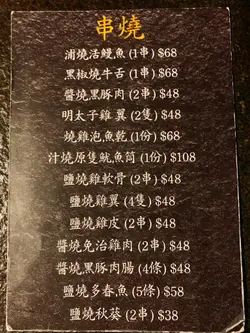 串燒
浦燒活鰻魚 (1串) $68
黑椒燒牛舌 (1串) $68
醬燒黑豚肉 (2串) $48
明太子雞翼 (2隻) $48
燒雞泡魚乾 (1份) $68
汁燒原隻魷魚筒 (1份) $108
鹽燒雞軟骨 (2串) $48
鹽燒雞翼 (4隻) $48
鹽燒雞皮 (2串) $48
醬燒免治雞肉 (2串) $48
醬燒黑豚肉腸 (4條) $48
鹽燒多春魚 (5條) $58
鹽燒秋葵 (2串) $38